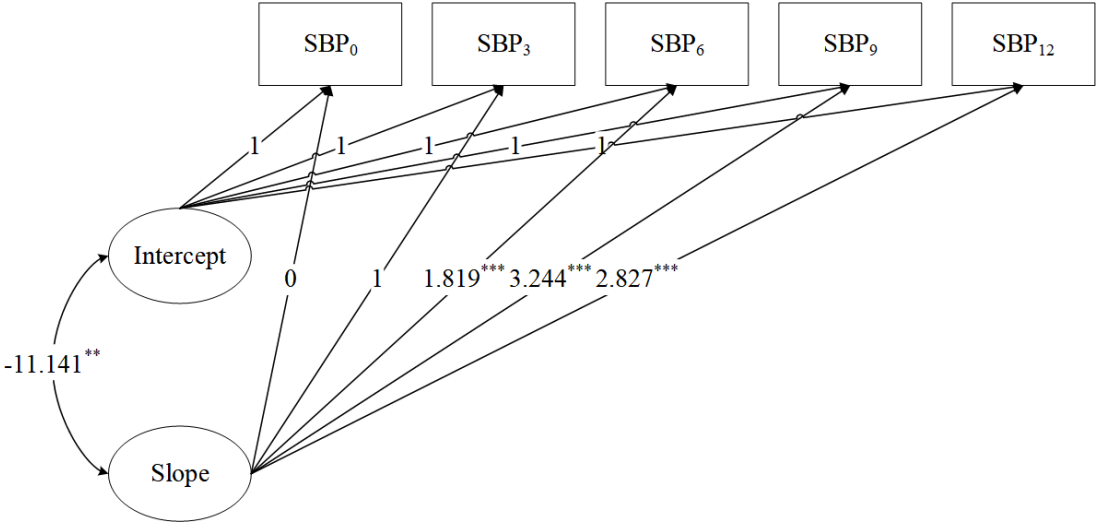 SBP₀ SBP₃ SBP₆ SBP₉ SBP₁₂
1 1 1 1 1
Intercept
0 1 1.819*** 3.244*** 2.827***
-11.141**
Slope